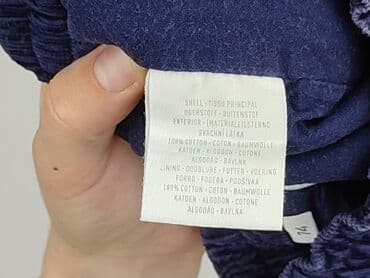 SHELL - TISSU PRINCIPAL
OBERSTOFF - BUITENSTOF
EXTERIOR - (MATERIALE)ESTERNO
SVRCHNÍ LÁTKA
100% COTTON - COTON - BAUMWOLLE
KATOEN - ALGODON - COTONE
ALGODÃO - BAVLNA
LINING - DOUBLURE - FUTTER - VOERING
FORRO - FODERA - PODŠÍVKA
100% COTTON - COTON - BAUMWOLLE
KATOEN - ALGODON - COTONE
ALGODÃO - BAVLNA
14